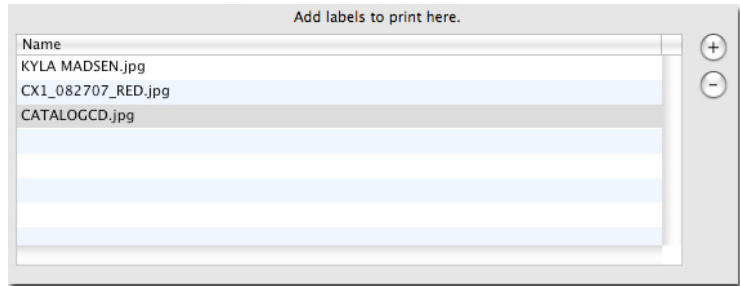 Add labels to print here.
Name
KYLA MADSEN.jpg
CX1_082707_RED.jpg
CATALOGCD.jpg